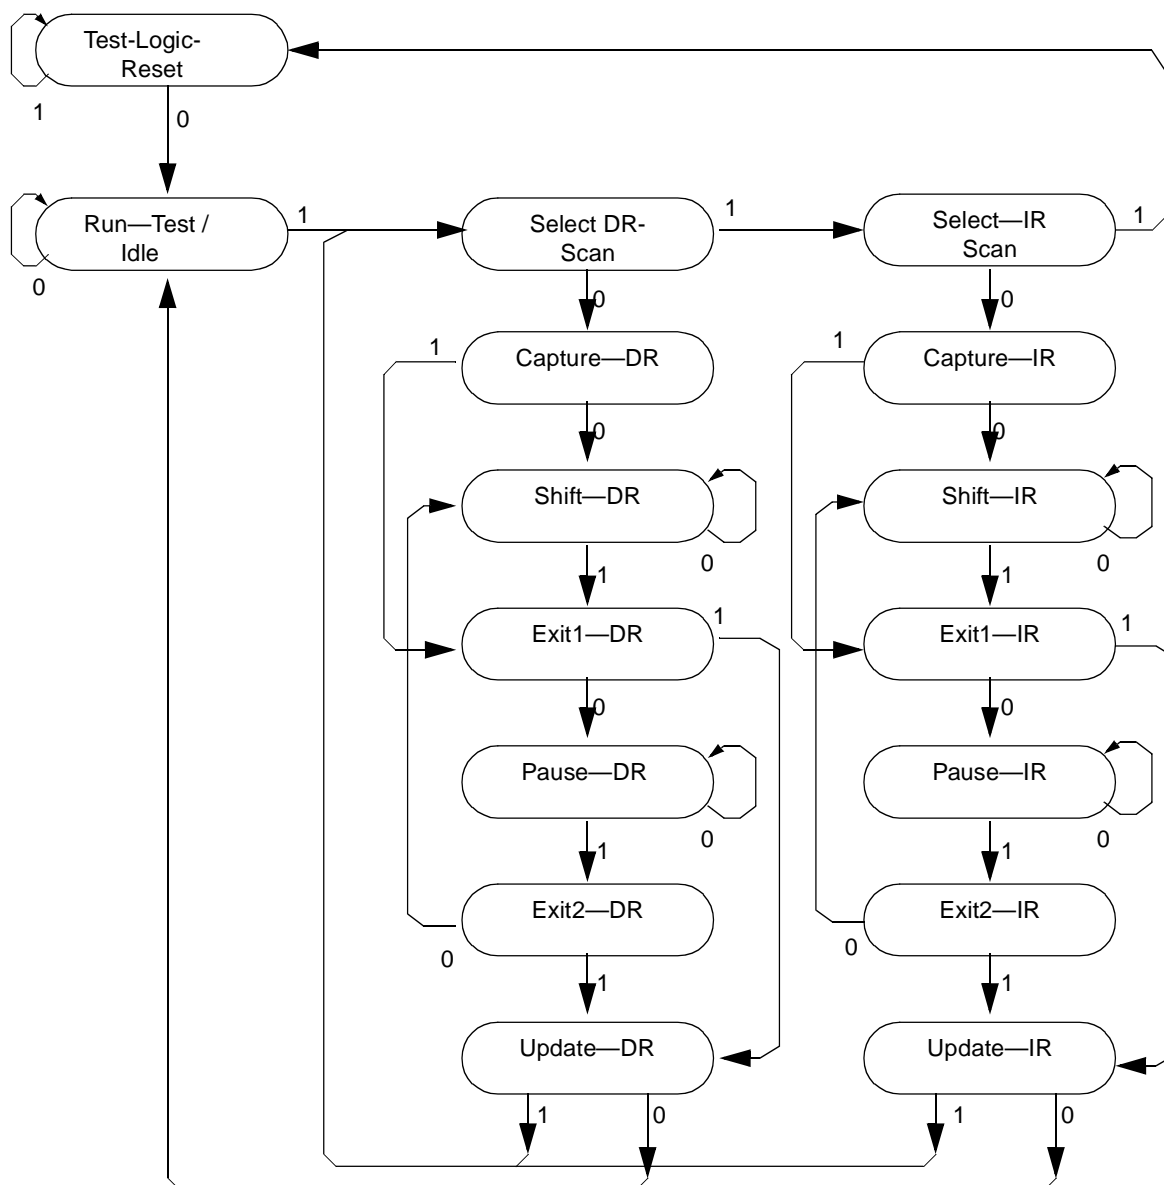 Test-Logic-
Reset
1
0
Run—Test /
Idle
1
0
Select DR-
Scan
1
Select—IR
Scan
1
0
0
1
Capture—DR
1
Capture—IR
0
0
Shift—DR
0
Shift—IR
0
1
1
Exit1—DR
1
Exit1—IR
1
0
0
Pause—DR
0
Pause—IR
0
1
1
Exit2—DR
0
Exit2—IR
0
1
1
Update—DR
Update—IR
1
0
1
0